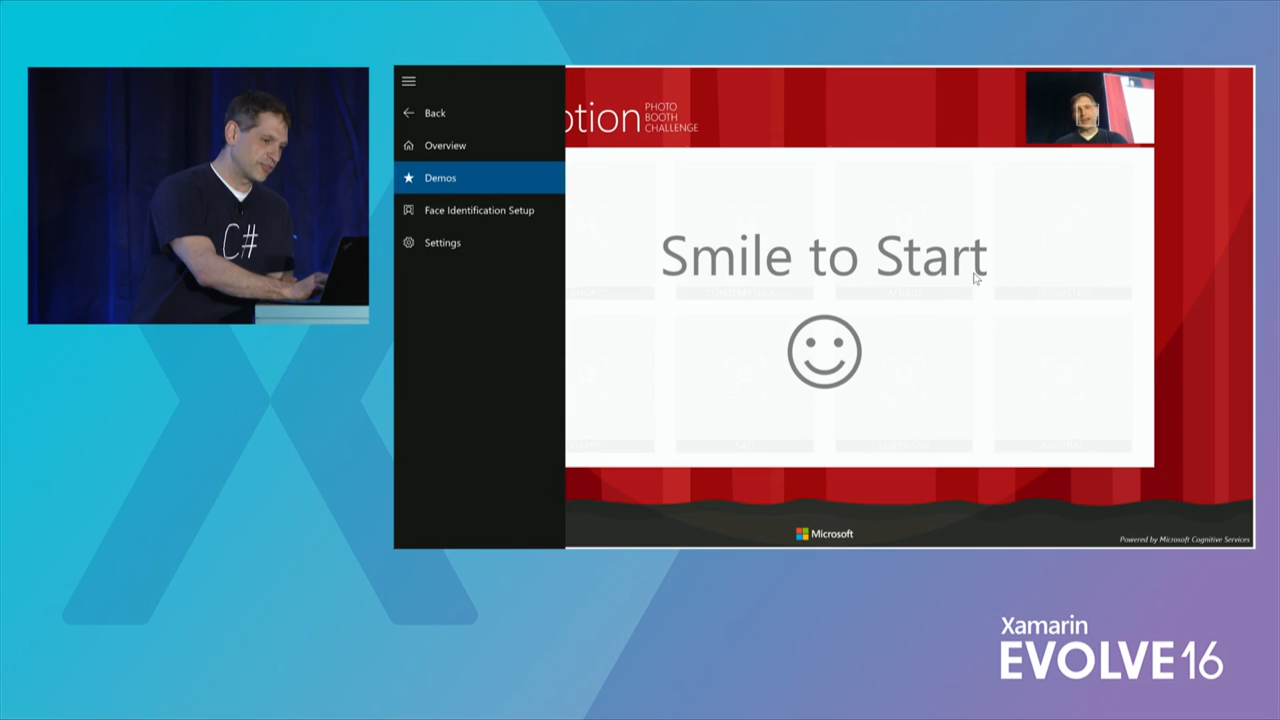 C#
Back
Overview
Demos
Face Identification Setup
Settings
otion
PHOTO
BOOTH
CHALLENGE
Smile to Start
Microsoft
Powered by Microsoft Cognitive Services
Xamarin
EVOLVE16